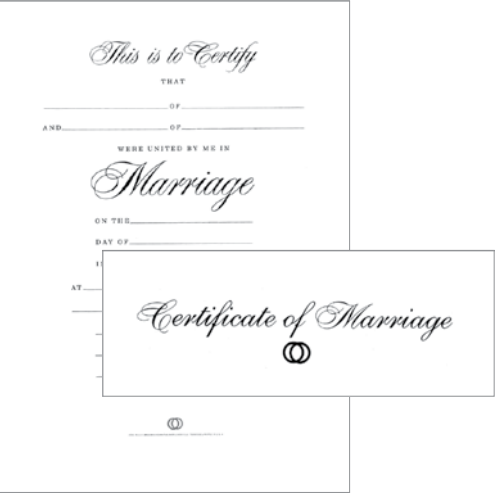 This is to Certify
THAT
OF
AND OF
WERE UNITED BY ME IN
Marriage
ON THE
DAY OF
AT
Certificate of Marriage